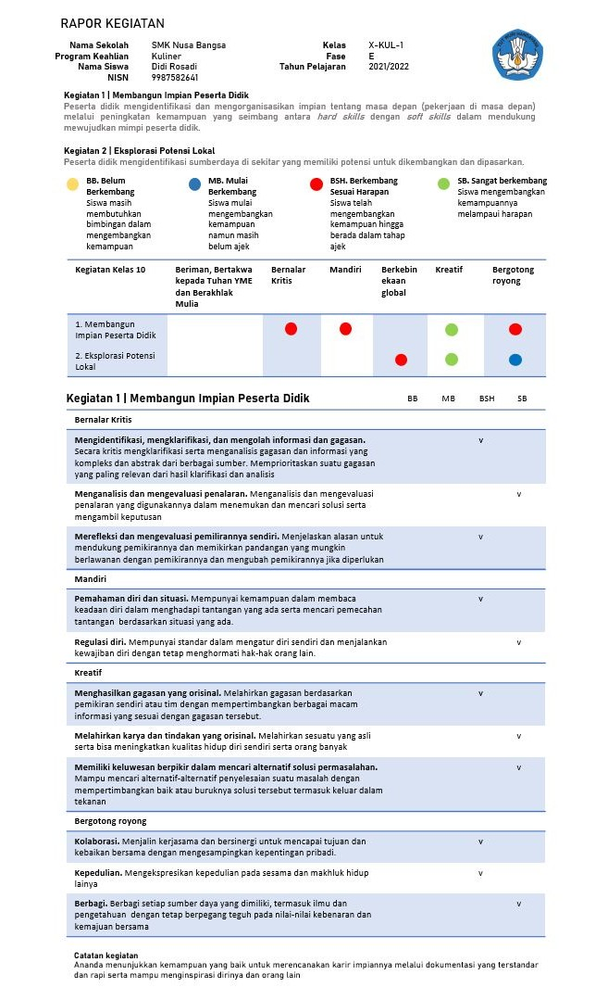 RAPOR KEGIATAN
Nama Sekolah SMK Nusa Bangsa Kelas X-KUL-1
Program Keahlian Kuliner Fase E
Nama Siswa Didi Rosadi Tahun Pelajaran 2021/2022
NISN 9987582641
TUT WURI HANDAYANI
Kegiatan 1 | Membangun Impian Peserta Didik
Peserta didik mengidentifikasi dan mengorganisasikan impian tentang masa depan (pekerjaan di masa depan)
melalui peningkatan kemampuan yang seimbang antara hard skills dengan soft skills dalam mendukung
mewujudkan mimpi peserta didik.
Kegiatan 2 | Eksplorasi Potensi Lokal
Peserta didik mengidentifikasi sumberdaya di sekitar yang memiliki potensi untuk dikembangkan dan dipasarkan.
BB. Belum
Berkembang
Siswa masih
membutuhkan
bimbingan dalam
mengembangkan
kemampuan
MB. Mulai
Berkembang
Siswa mulai
mengembangkan
kemampuan
namun masih
belum ajek
BSH. Berkembang
Sesuai Harapan
Siswa telah
mengembangkan
kemampuan hingga
berada dalam tahap
ajek
SB. Sangat berkembang
Siswa mengembangkan
kemampuannya
melampaui harapan
Kegiatan Kelas 10
Beriman, Bertakwa
kepada Tuhan YME
dan Berakhlak
Mulia
Bernalar
Kritis
Mandiri
Berkebin
ekaan
global
Kreatif
Bergotong
royong
1. Membangun
Impian Peserta Didik
2. Eksplorasi Potensi
Lokal
Kegiatan 1 | Membangun Impian Peserta Didik BB MB BSH SB
Bernalar Kritis
Mengidentifikasi, mengklarifikasi, dan mengolah informasi dan gagasan. v
Secara kritis mengklarifikasi serta menganalisis gagasan dan informasi yang
kompleks dan abstrak dari berbagai sumber. Memprioritaskan suatu gagasan
yang paling relevan dari hasil klarifikasi dan analisis
Menganalisis dan mengevaluasi penalaran. Menganalisis dan mengevaluasi v
penalaran yang digunakannya dalam menemukan dan mencari solusi serta
mengambil keputusan
Merefleksi dan mengevaluasi pemilirannya sendiri. Menjelaskan alasan untuk v
mendukung pemikirannya dan memikirkan pandangan yang mungkin
berlawanan dengan pemikirannya dan mengubah pemikirannya jika diperlukan
Mandiri
Pemahaman diri dan situasi. Mempunyai kemampuan dalam membaca v
keadaan diri dalam menghadapi tantangan yang ada serta mencari pemecahan
tantangan berdasarkan situasi yang ada.
Regulasi diri. Mempunyai standar dalam mengatur diri sendiri dan menjalankan v
kewajiban diri dengan tetap menghormati hak-hak orang lain.
Kreatif
Menghasilkan gagasan yang orisinal. Melahirkan gagasan berdasarkan v
pemikiran sendiri atau tim dengan mempertimbangkan berbagai macam
informasi yang sesuai dengan gagasan tersebut.
Melahirkan karya dan tindakan yang orisinal. Melahirkan sesuatu yang asli v
serta bisa meningkatkan kualitas hidup diri sendiri serta orang banyak
Memiliki keluwesan berpikir dalam mencari alternatif solusi permasalahan. v
Mampu mencari alternatif-alternatif penyelesaian suatu masalah dengan
mempertimbangkan baik atau buruknya solusi tersebut termasuk keluar dalam
tekanan
Bergotong royong
Kolaborasi. Menjalin kerjasama dan bersinergi untuk mencapai tujuan dan v
kebaikan bersama dengan mengesampingkan kepentingan pribadi.
Kepedulian. Mengekspresikan kepedulian pada sesama dan makhluk hidup v
lainya
Berbagi. Berbagi setiap sumber daya yang dimiliki, termasuk ilmu dan v
pengetahuan dengan tetap berpegang teguh pada nilai-nilai kebenaran dan
kemajuan bersama
Catatan kegiatan
Ananda menunjukkan kemampuan yang baik untuk merencanakan karir impiannya melalui dokumentasi yang terstandar
dan rapi serta mampu menginspirasi dirinya dan orang lain